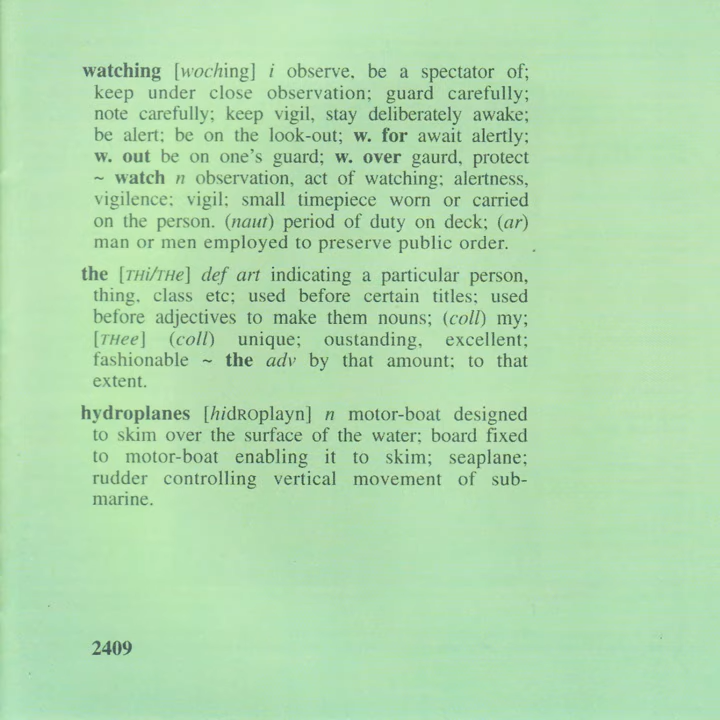 watching [woching] i observe, be a spectator of;
keep under close observation; guard carefully;
note carefully; keep vigil, stay deliberately awake;
be alert; be on the look-out; w. for await alertly;
w. out be on one's guard; w. over gaurd, protect
~ watch n observation, act of watching; alertness,
vigilence; vigil; small timepiece worn or carried
on the person. (naut) period of duty on deck; (ar)
man or men employed to preserve public order.
the [THi/THe] def art indicating a particular person,
thing, class etc; used before certain titles; used
before adjectives to make them nouns; (coll) my;
[THee] (coll) unique; oustanding, excellent;
fashionable ~ the adv by that amount; to that
extent.
hydroplanes [hidROplayn] n motor-boat designed
to skim over the surface of the water; board fixed
to motor-boat enabling it to skim; seaplane;
rudder controlling vertical movement of sub-
marine.
2409